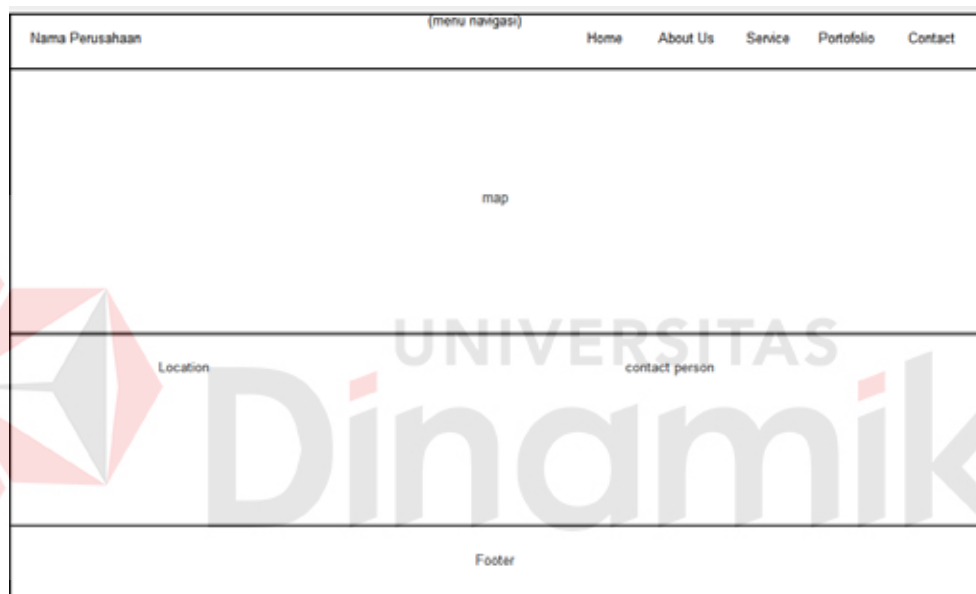 (menu navigasi)
Nama Perusahaan Home About Us Service Portofolio Contact
map
UNIVERSITAS
Location contact person
Dinamik
Footer